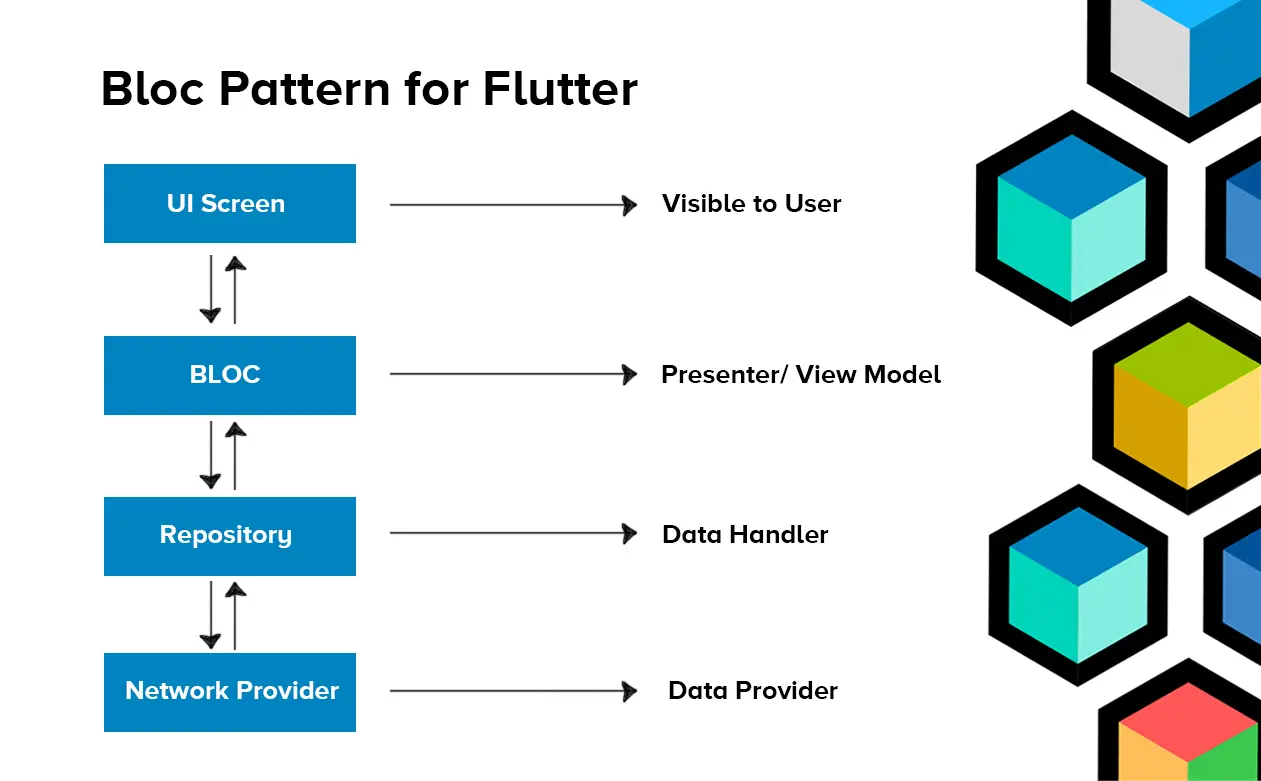 Bloc Pattern for Flutter
UI Screen
Visible to User
BLOC
Presenter/ View Model
Repository
Data Handler
Network Provider
Data Provider